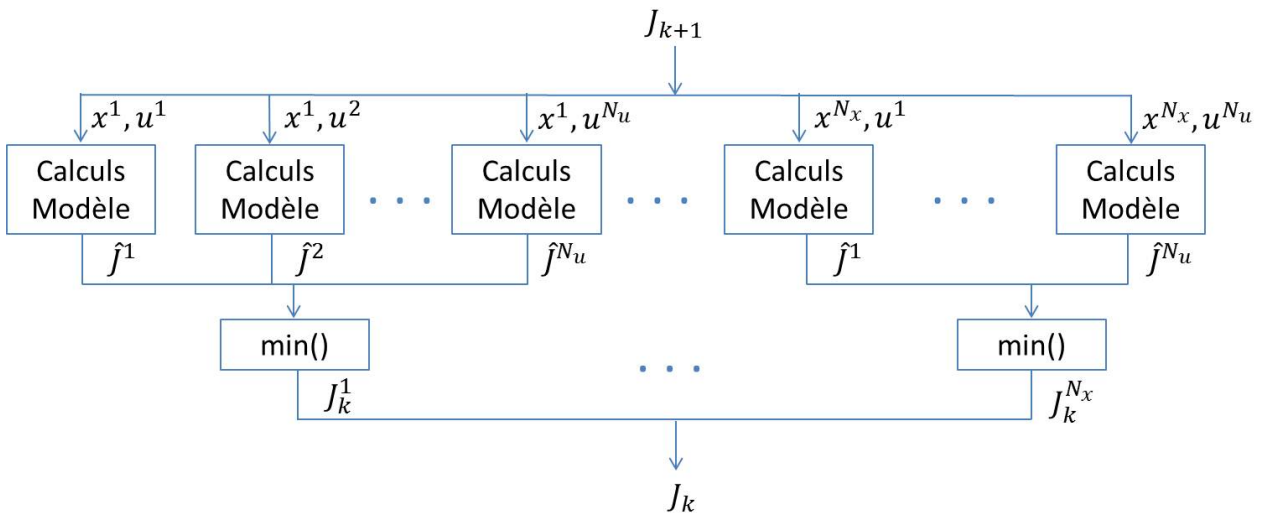 J_{k+1}
x^1, u^1
x^1, u^2
x^1, u^{N_u}
x^{N_x}, u^1
x^{N_x}, u^{N_u}
Calculs
Modèle
Calculs
Modèle
Calculs
Modèle
Calculs
Modèle
Calculs
Modèle
Ĵ^1
Ĵ^2
Ĵ^{N_u}
Ĵ^1
Ĵ^{N_u}
min()
min()
J_k^1
J_k^{N_x}
J_k